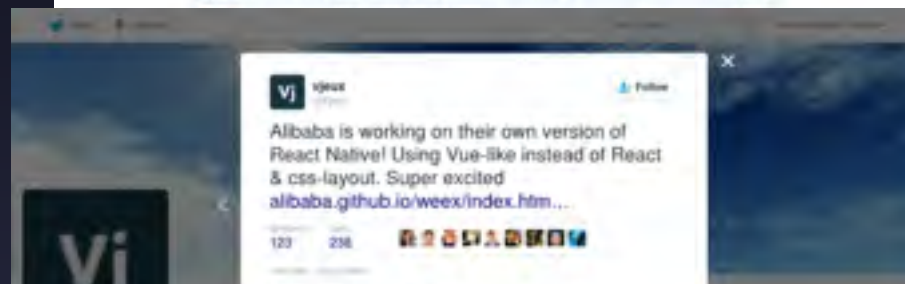 Vj vjeux
Follow
Alibaba is working on their own version of
React Native! Using Vue-like instead of React
& css-layout. Super excited
alibaba.github.io/weex/index.htm…
123 236
Vj